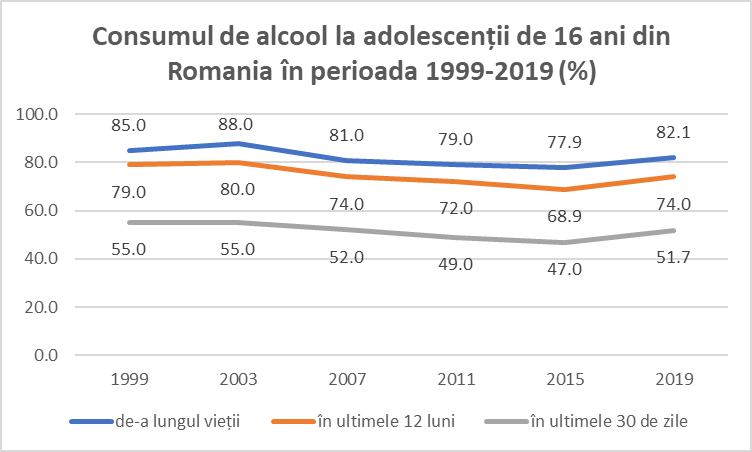 Consumul de alcool la adolescenții de 16 ani din
Romania în perioada 1999-2019 (%)
100.0
80.0
60.0
40.0
20.0
0.0
85.0 88.0 81.0 79.0 77.9 82.1
79.0 80.0 74.0 72.0 68.9 74.0
55.0 55.0 52.0 49.0 47.0 51.7
1999 2003 2007 2011 2015 2019
de-a lungul vieții în ultimele 12 luni în ultimele 30 de zile